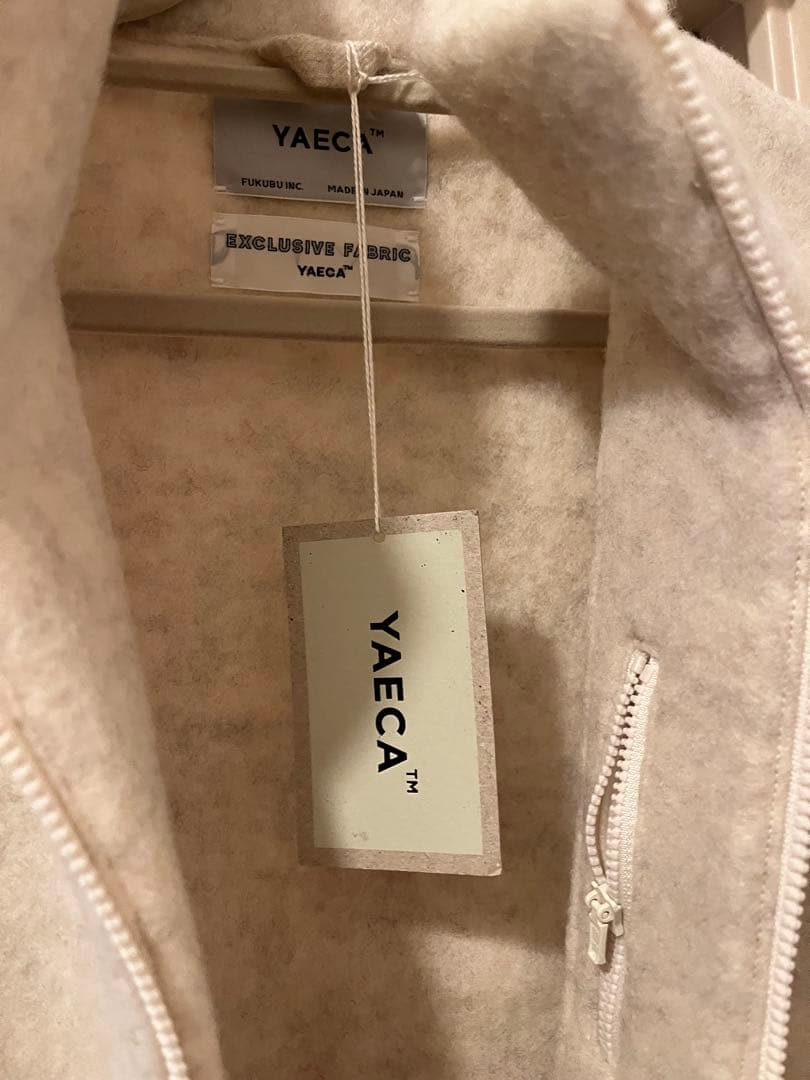 YAECA™
FUKUBU INC. MADE IN JAPAN
EXCLUSIVE FABRIC
YAECA™
YAECA™